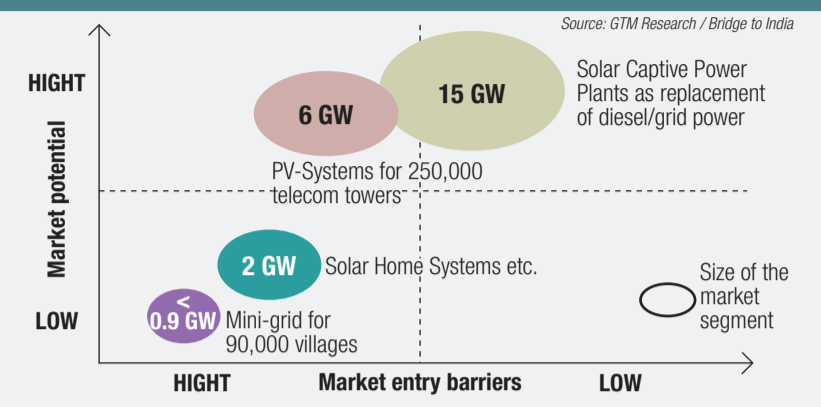 Source: GTM Research / Bridge to India
HIGHT
Market potential
LOW
15 GW
Solar Captive Power
Plants as replacement
of diesel/grid power
6 GW
PV-Systems for 250,000
telecom towers
2 GW
Solar Home Systems etc.
<
0.9 GW
Mini-grid for
90,000 villages
Size of the
market
segment
HIGHT
Market entry barriers
LOW